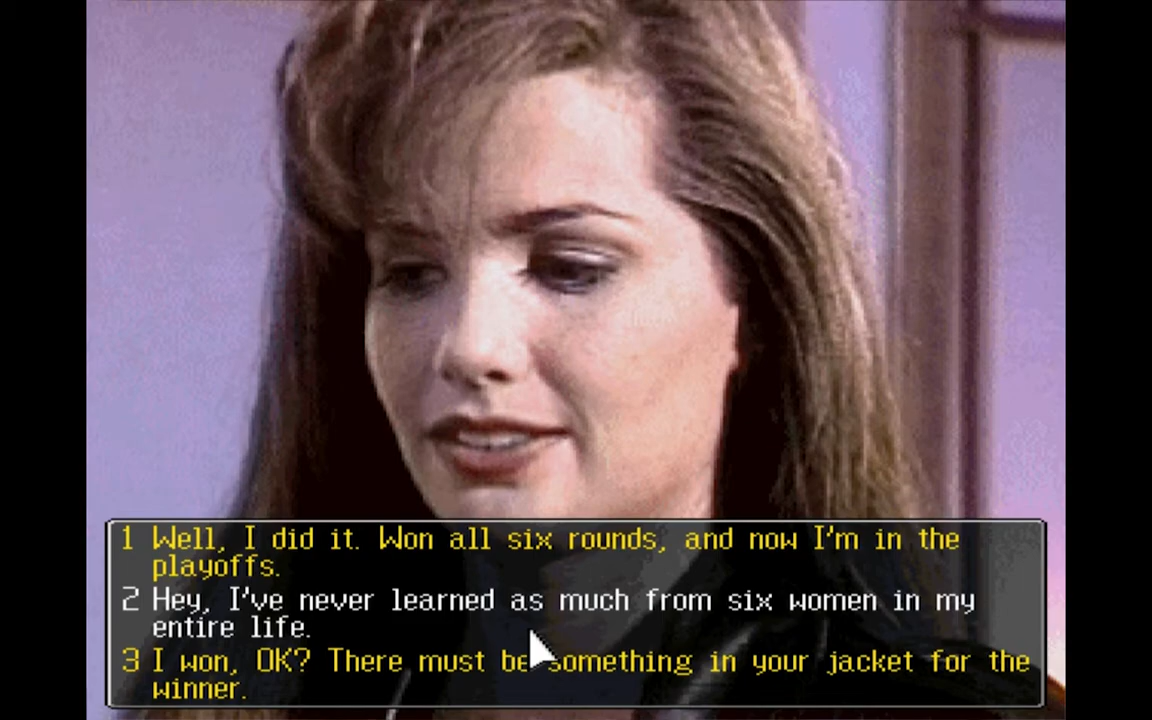 1 Well, I did it. Won all six rounds, and now I'm in the
playoffs.
2 Hey, I've never learned as much from six women in my
entire life.
3 I won, OK? There must be something in your jacket for the
winner.